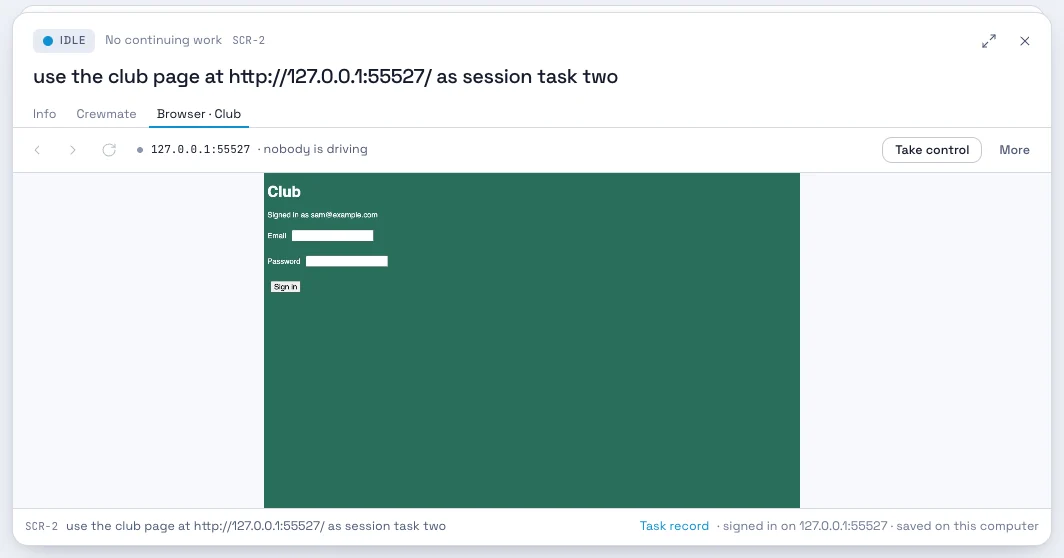 IDLE No continuing work SCR-2
use the club page at http://127.0.0.1:55527/ as session task two
Info Crewmate Browser · Club
127.0.0.1:55527 · nobody is driving Take control More
Club
Signed in as sam@example.com
Email
Password
Sign in
SCR-2 use the club page at http://127.0.0.1:55527/ as session task two Task record · signed in on 127.0.0.1:55527 · saved on this computer